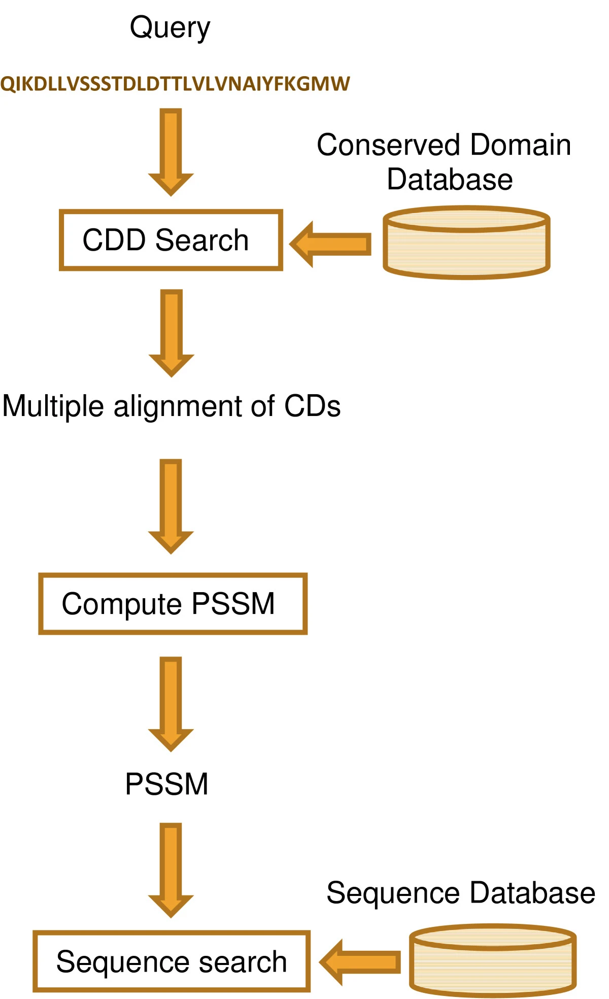 Query
QIKDLLVSSSTDLDTTLVLVNAIYFKGMW
Conserved Domain
Database
CDD Search
Multiple alignment of CDs
Compute PSSM
PSSM
Sequence Database
Sequence search